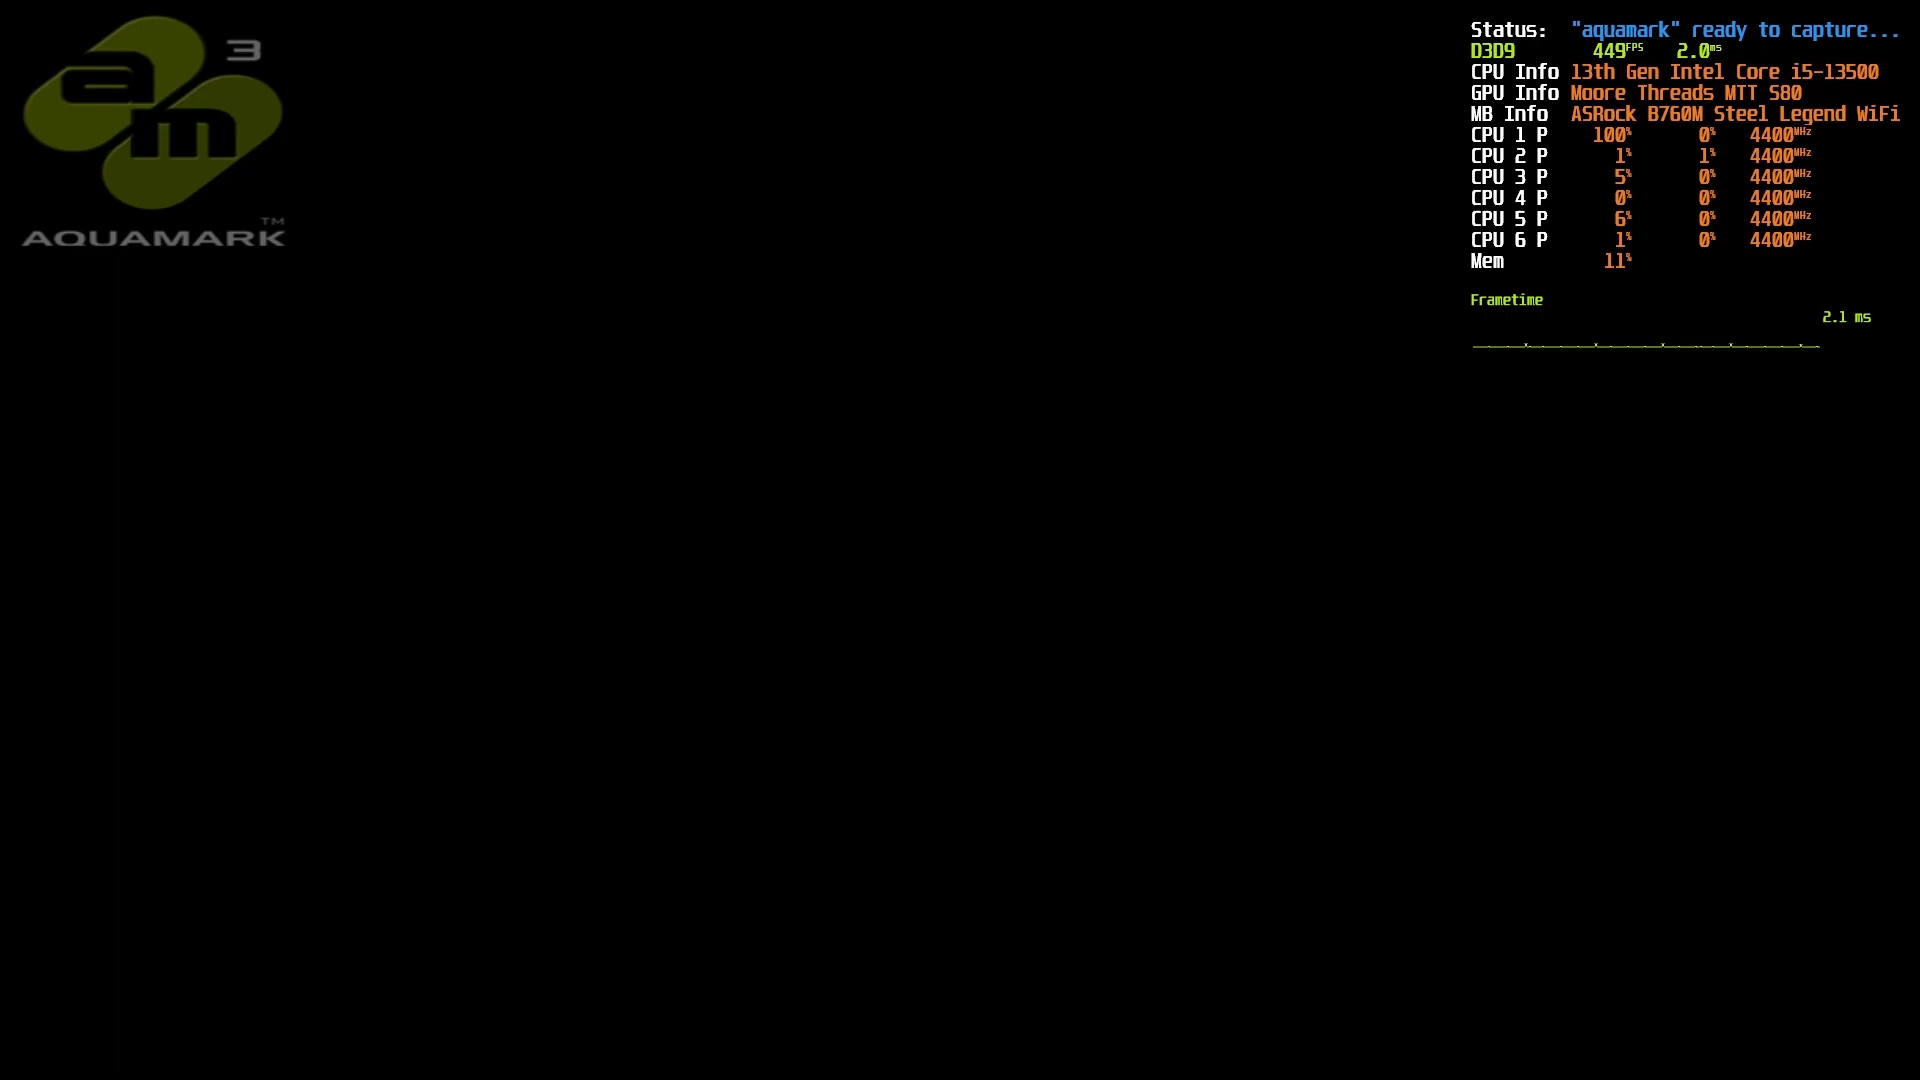 am
3
AQUAMARK™
Status: "aquamark" ready to capture...
D3D9 449FPS 2.0ms
CPU Info 13th Gen Intel Core i5-13500
GPU Info Moore Threads MTT S80
MB Info ASRock B760M Steel Legend WiFi
CPU 1 P 100% 0% 4400MHz
CPU 2 P 1% 1% 4400MHz
CPU 3 P 5% 0% 4400MHz
CPU 4 P 0% 0% 4400MHz
CPU 5 P 6% 0% 4400MHz
CPU 6 P 1% 0% 4400MHz
Mem 11%
Frametime
2.1 ms